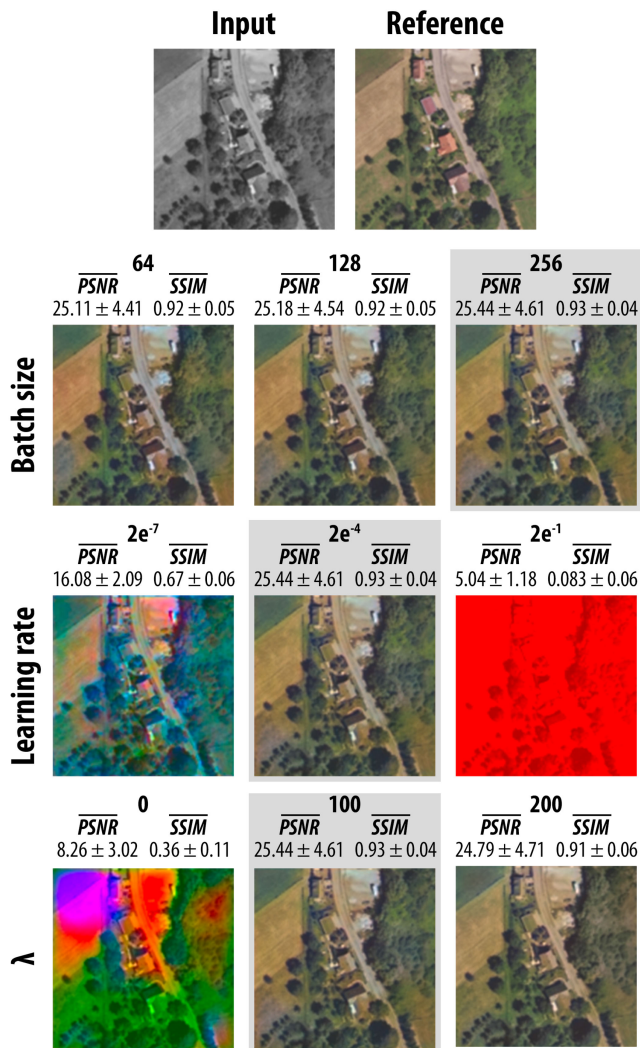 Input Reference
64 128 256
PSNR SSIM PSNR SSIM PSNR SSIM
25.11 ± 4.41 0.92 ± 0.05 25.18 ± 4.54 0.92 ± 0.05 25.44 ± 4.61 0.93 ± 0.04
Batch size
2e-7 2e-4 2e-1
PSNR SSIM PSNR SSIM PSNR SSIM
16.08 ± 2.09 0.67 ± 0.06 25.44 ± 4.61 0.93 ± 0.04 5.04 ± 1.18 0.083 ± 0.06
Learning rate
0 100 200
PSNR SSIM PSNR SSIM PSNR SSIM
8.26 ± 3.02 0.36 ± 0.11 25.44 ± 4.61 0.93 ± 0.04 24.79 ± 4.71 0.91 ± 0.06
λ